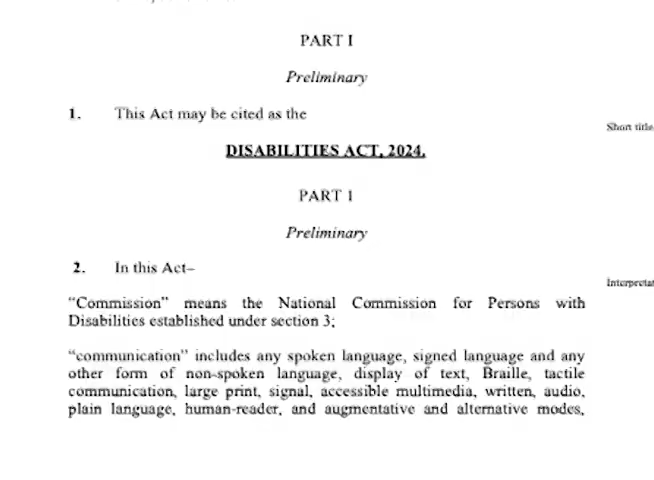 PART I
Preliminary
1. This Act may be cited as the
Short title
DISABILITIES ACT, 2024.
PART 1
Preliminary
2. In this Act–
Interpretat
“Commission” means the National Commission for Persons with
Disabilities established under section 3;
“communication” includes any spoken language, signed language and any
other form of non-spoken language, display of text, Braille, tactile
communication, large print, signal, accessible multimedia, written, audio,
plain language, human-reader, and augmentative and alternative modes,